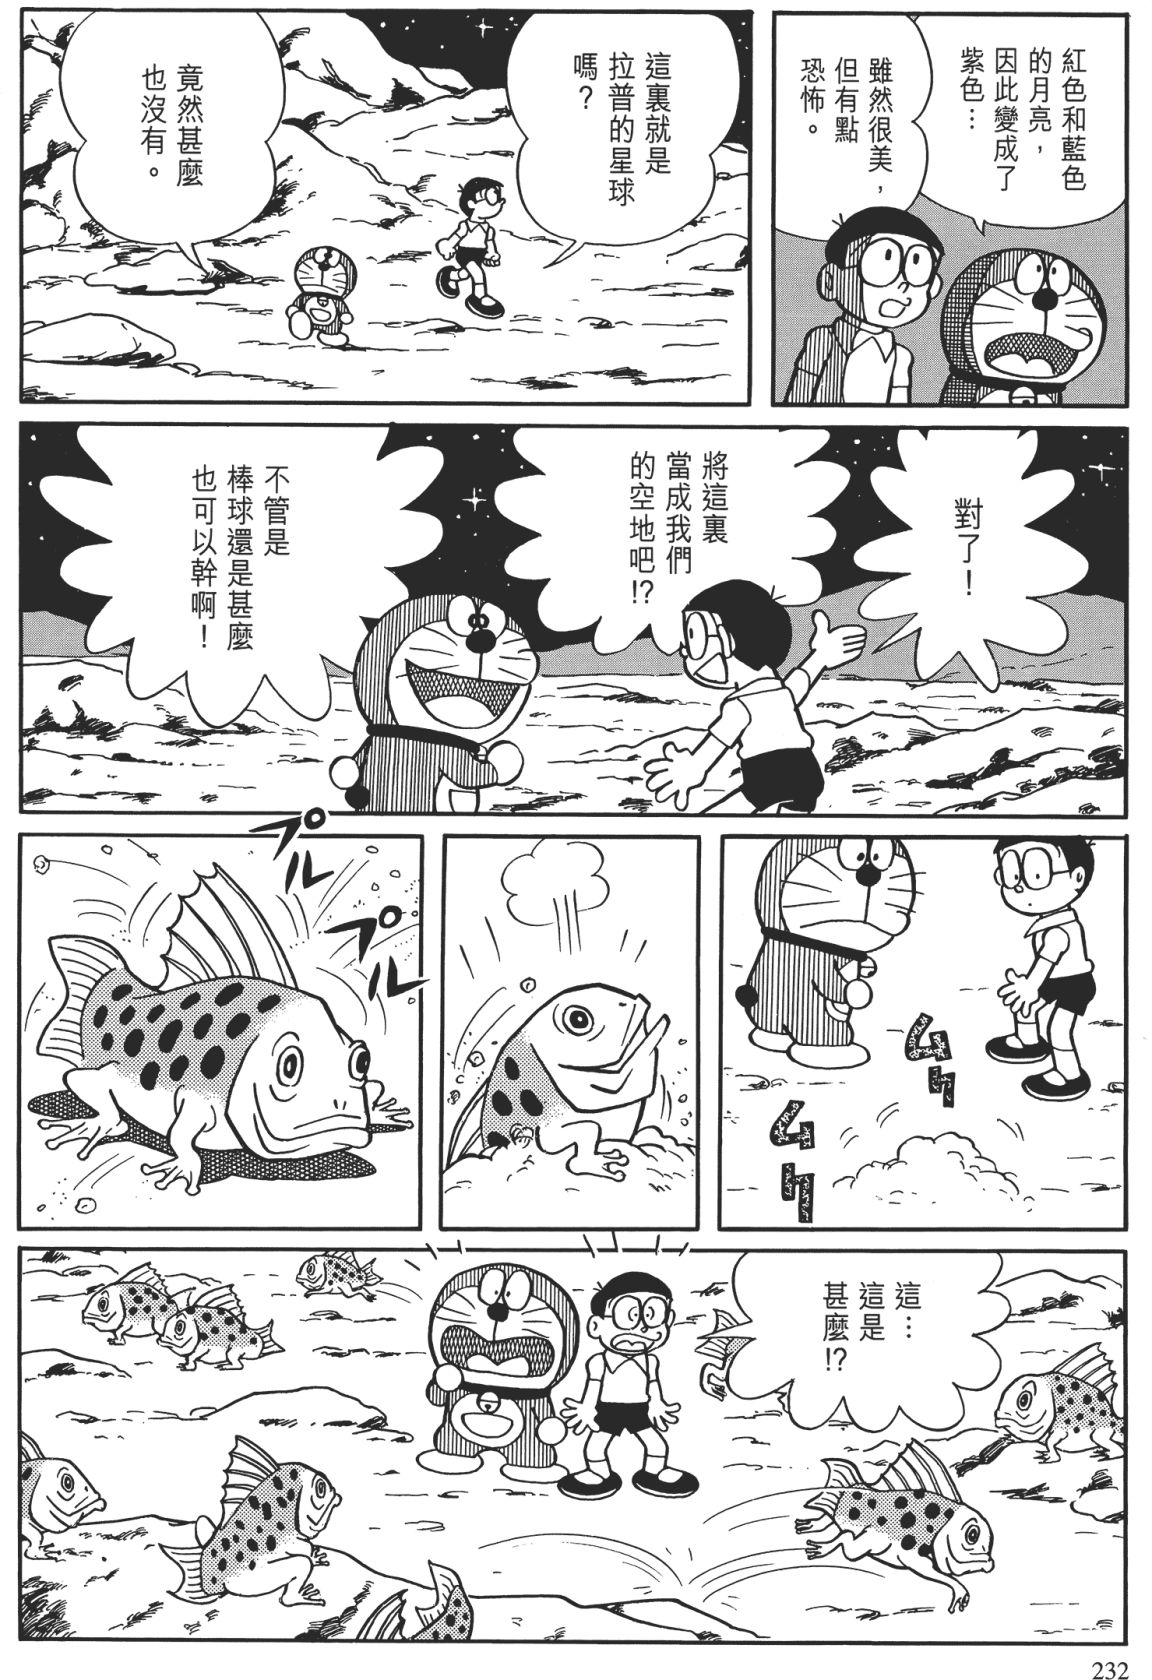 紅色和藍色
的月亮，
因此變成了
紫色…
雖然很美，
但有點
恐怖。
這裏就是
拉普的星球
嗎？
竟然甚麼
也沒有。
對了！
將這裏
當成我們
的空地吧!?
不管是
棒球還是甚麼
也可以幹啊！
ムク
ムク
プル
プル
這…
這是
甚麼!?
232